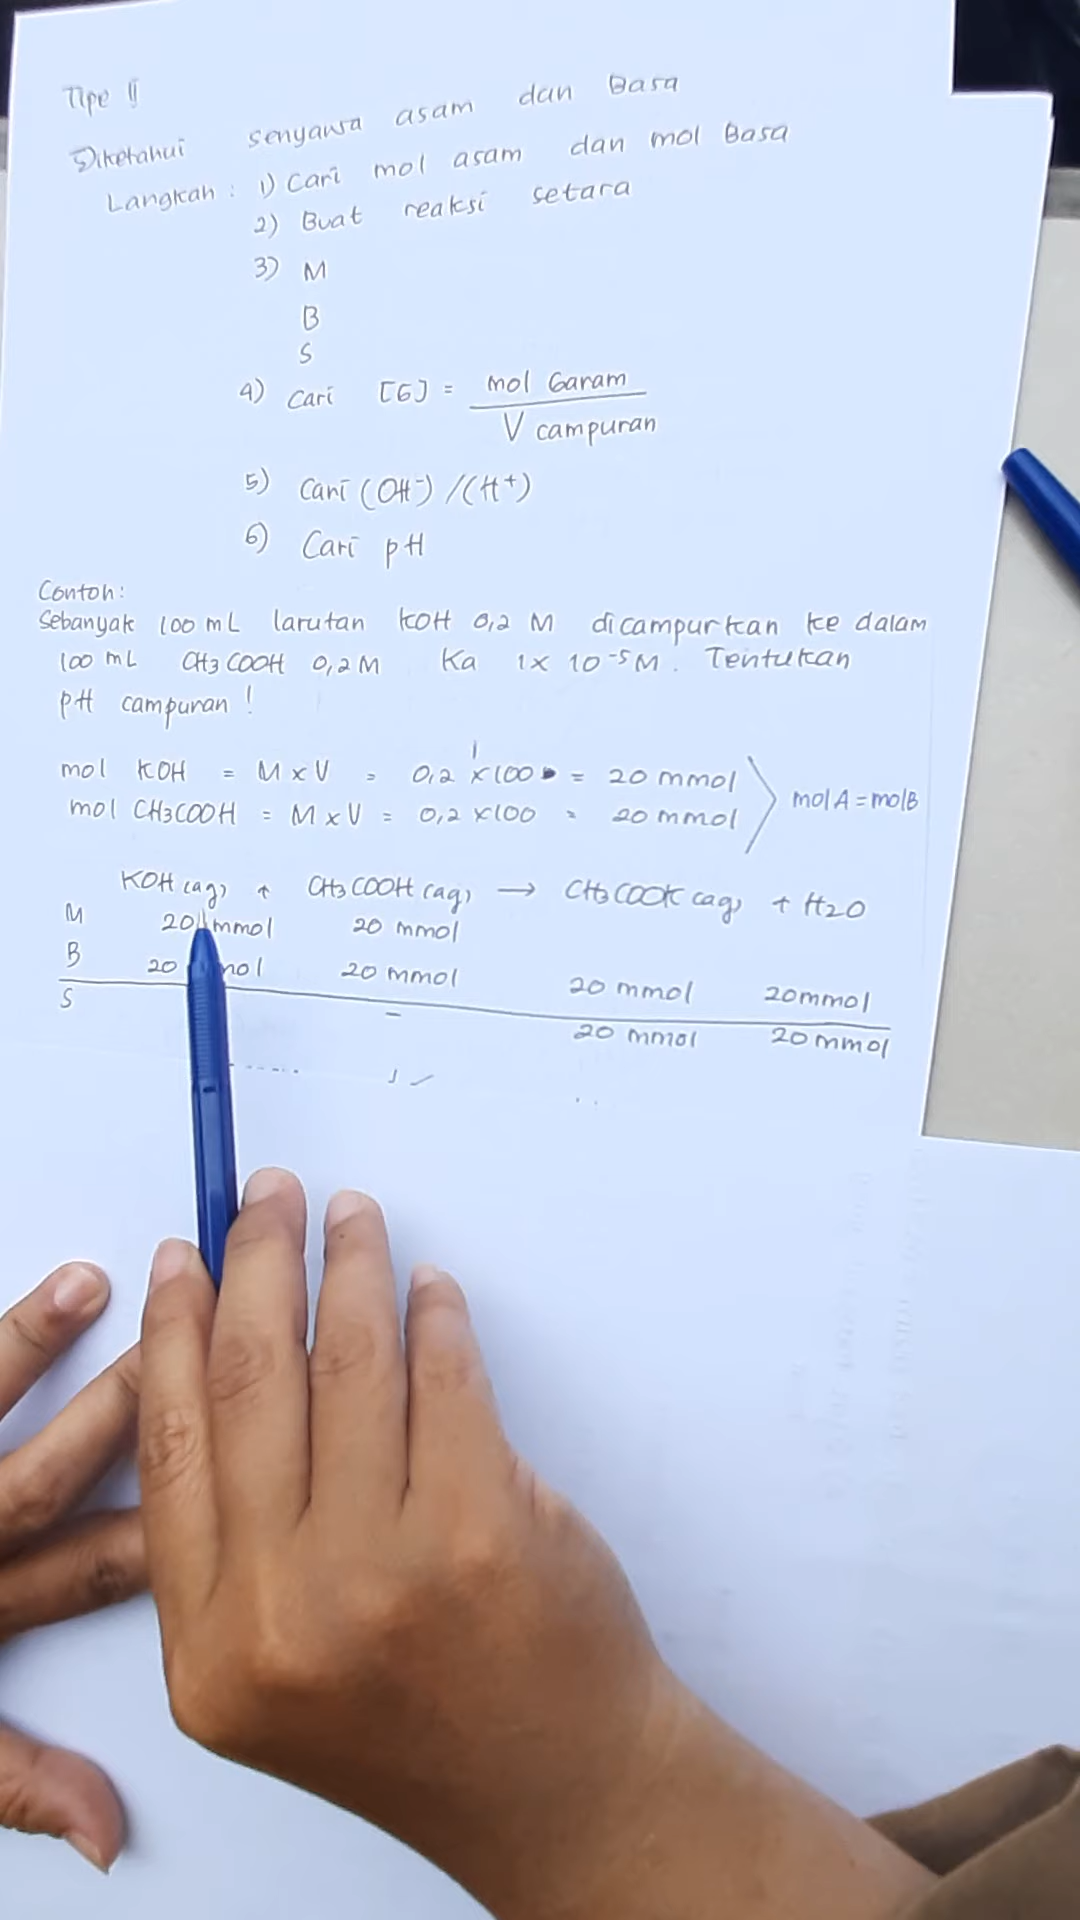 Tipe II
Diketahui senyawa asam dan Basa
Langkah : 1) Cari mol asam dan mol Basa
2) Buat reaksi setara
3) M
B
S
4) Cari [G] = mol Garam
V campuran
5) Cari (OH-) / (H+)
6) Cari pH
Contoh:
Sebanyak 100 mL larutan KOH 0,2 M dicampurkan ke dalam
100 mL CH3COOH 0,2M Ka 1x 10-5 M. Tentukan
pH campuran !
mol KOH = M x V = 0,2 x 100 = 20 mmol
mol CH3COOH = M x V = 0,2 x 100 = 20 mmol
mol A = mol B
KOH (aq) + CH3COOH (aq) → CH3COOK (aq) + H2O
M 20 mmol 20 mmol
B 20 20 mmol 20 mmol 20mmol
S - 20 mmol 20 mmol